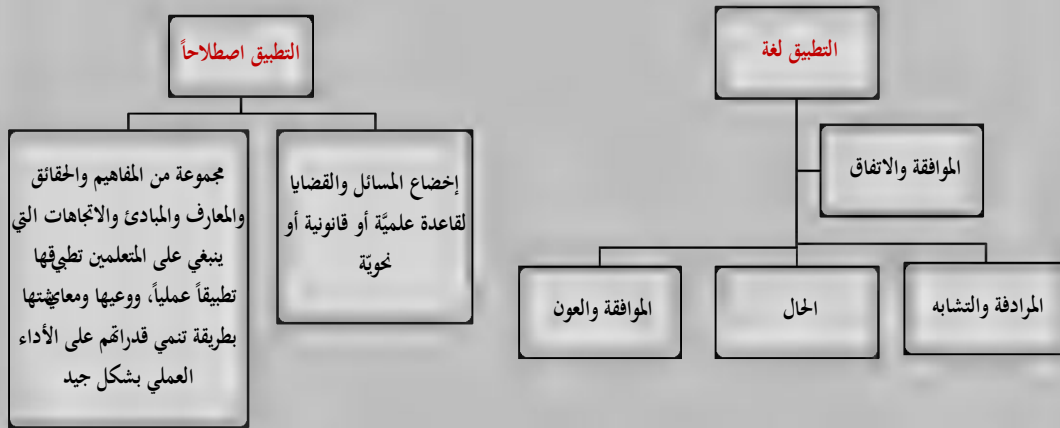 التطبيق لغة
الموافقة والاتفاق
المرادفة والتشابه
الحال
الموافقة والعون
التطبيق اصطلاحاً
إخضاع المسائل والقضايا
لقاعدة علميَّة أو قانونية أو
نحويّة
مجموعة من المفاهيم والحقائق
والمعارف والمبادئ والاتجاهات التي
ينبغي على المتعلمين تطبيقها
تطبيقاً عملياً، ووعيها ومعايشتها
بطريقة تنمي قدراتهم على الأداء
العملي بشكل جيد